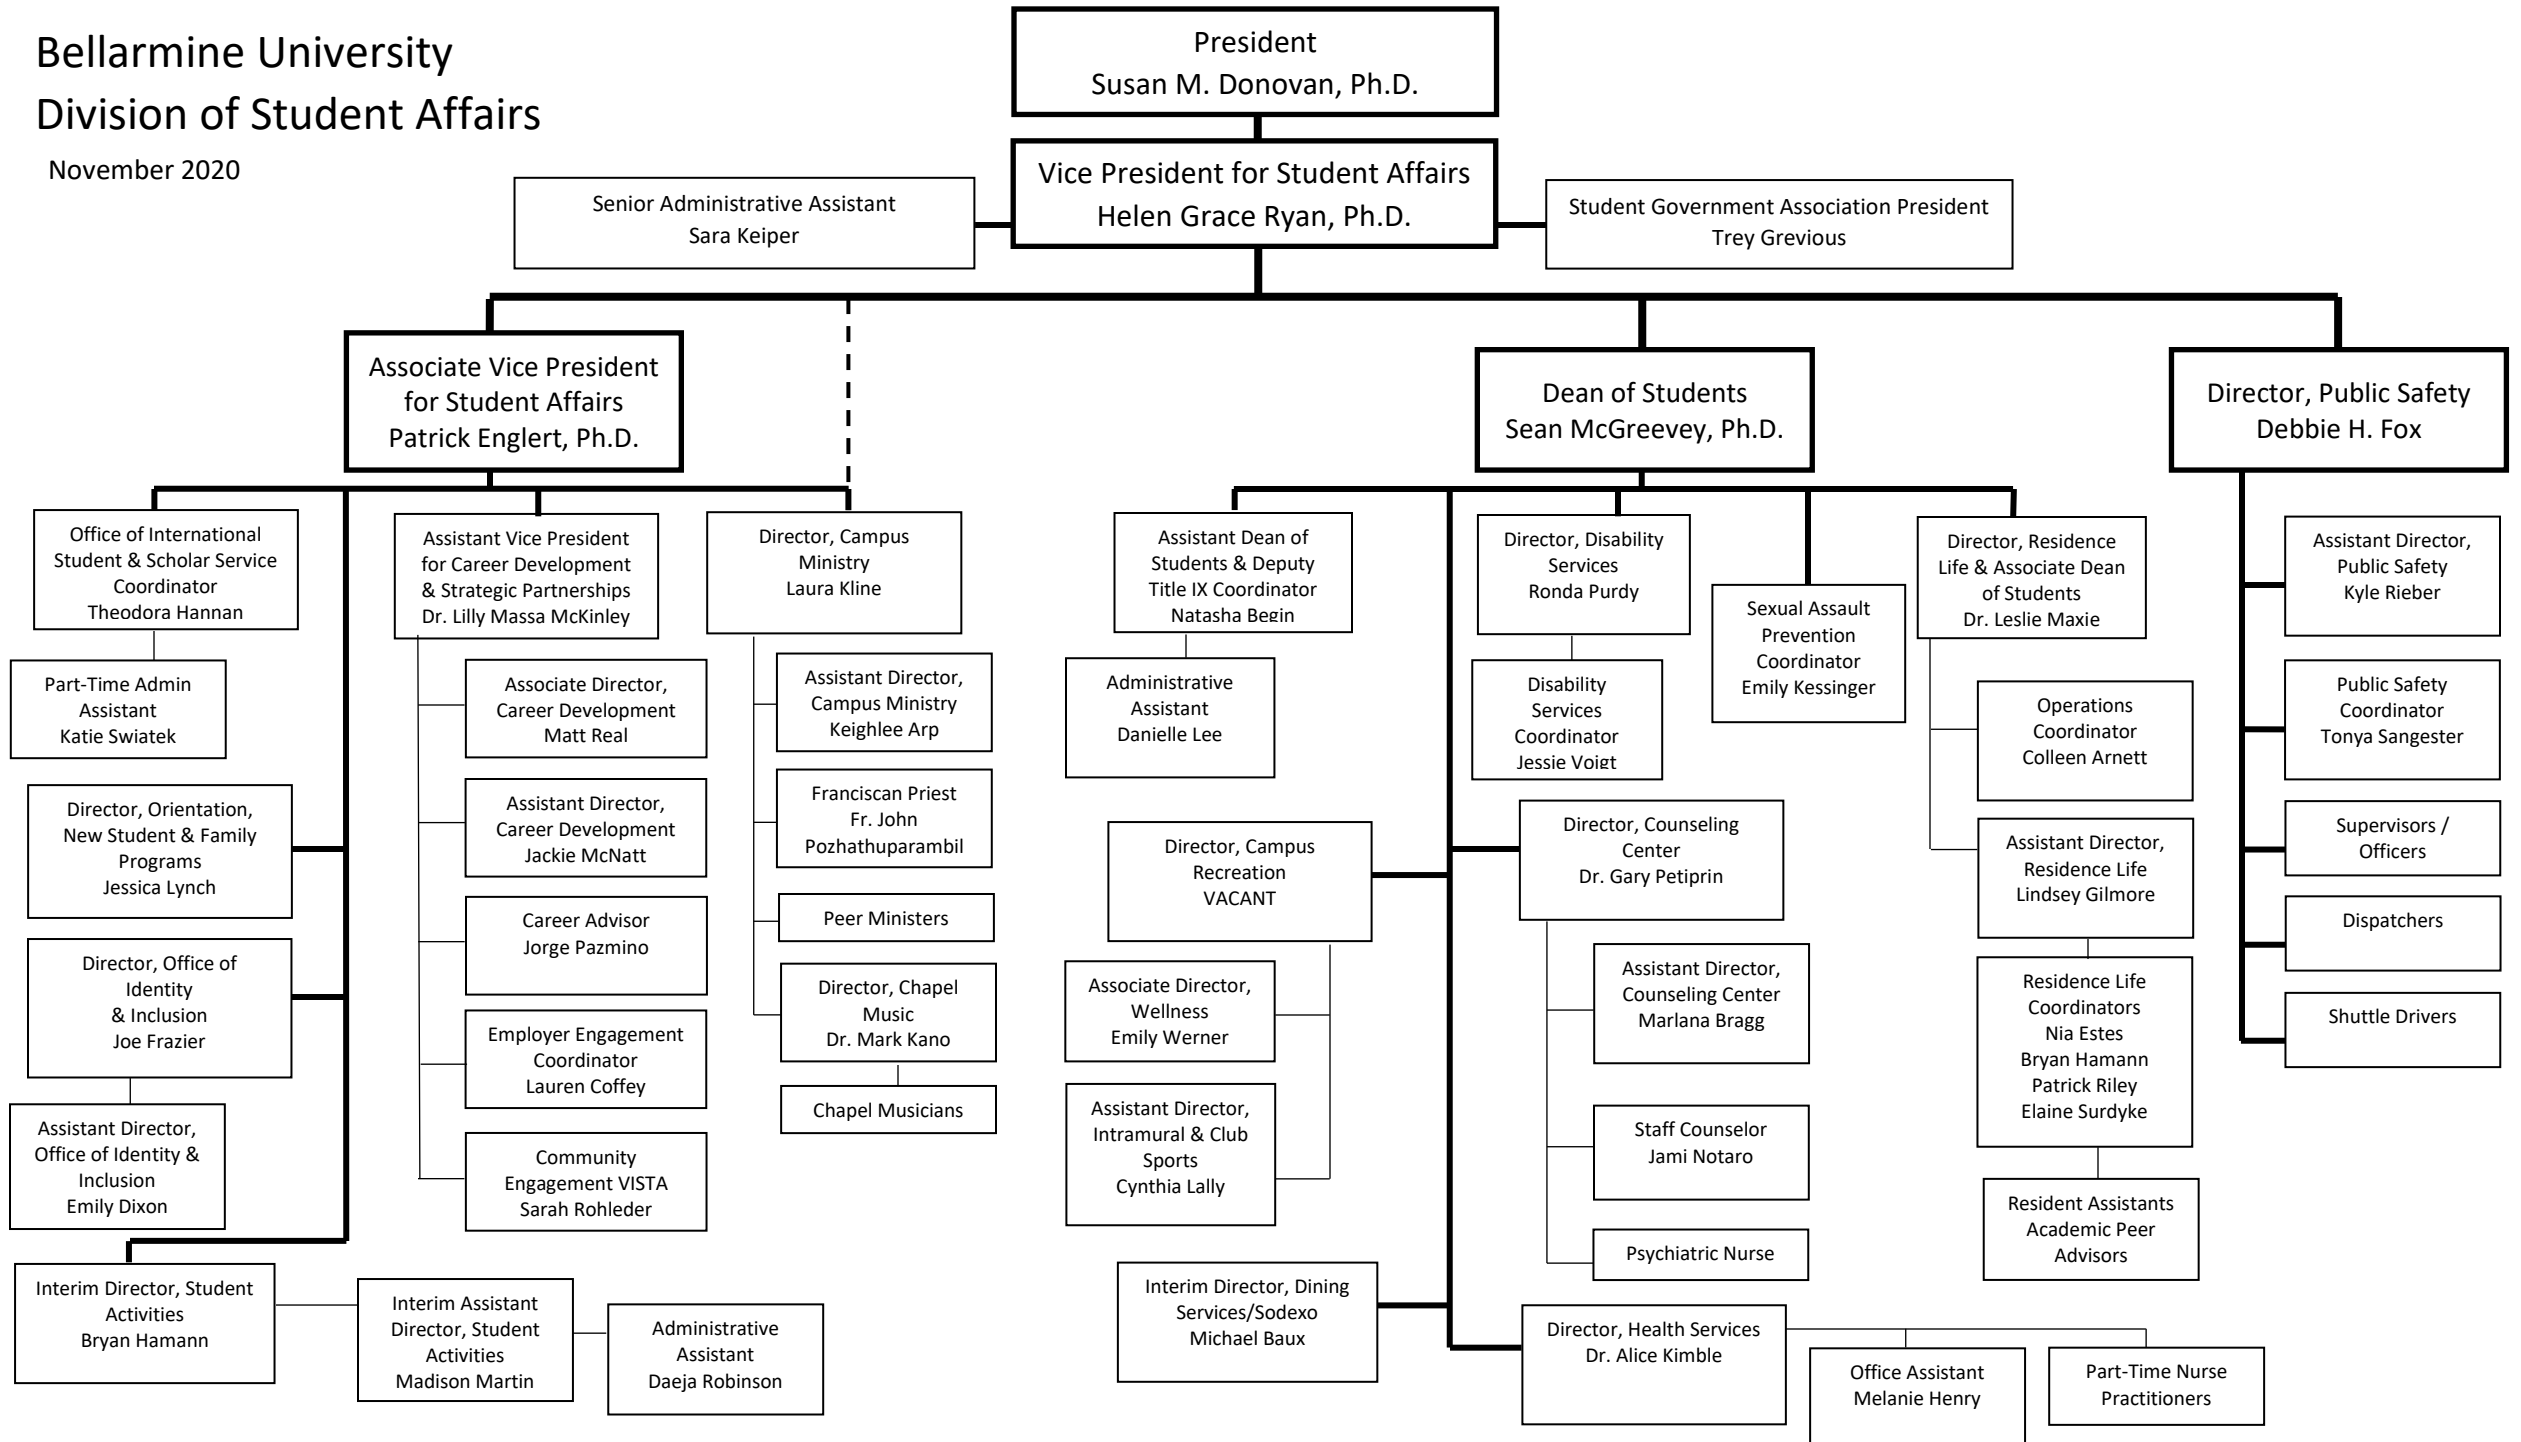 Bellarmine University
Division of Student Affairs
November 2020
President
Susan M. Donovan, Ph.D.
Vice President for Student Affairs
Helen Grace Ryan, Ph.D.
Senior Administrative Assistant
Sara Keiper
Student Government Association President
Trey Grevious
Associate Vice President
for Student Affairs
Patrick Englert, Ph.D.
Dean of Students
Sean McGreevey, Ph.D.
Director, Public Safety
Debbie H. Fox
Office of International
Student & Scholar Service
Coordinator
Theodora Hannan
Part-Time Admin
Assistant
Katie Swiatek
Director, Orientation,
New Student & Family
Programs
Jessica Lynch
Director, Office of
Identity
& Inclusion
Joe Frazier
Assistant Director,
Office of Identity &
Inclusion
Emily Dixon
Interim Director, Student
Activities
Bryan Hamann
Interim Assistant
Director, Student
Activities
Madison Martin
Administrative
Assistant
Daeja Robinson
Assistant Vice President
for Career Development
& Strategic Partnerships
Dr. Lilly Massa McKinley
Associate Director,
Career Development
Matt Real
Assistant Director,
Career Development
Jackie McNatt
Career Advisor
Jorge Pazmino
Employer Engagement
Coordinator
Lauren Coffey
Community
Engagement VISTA
Sarah Rohleder
Director, Campus
Ministry
Laura Kline
Assistant Director,
Campus Ministry
Keighlee Arp
Franciscan Priest
Fr. John
Pozhathuparambil
Peer Ministers
Director, Chapel
Music
Dr. Mark Kano
Chapel Musicians
Assistant Dean of
Students & Deputy
Title IX Coordinator
Natasha Begin
Administrative
Assistant
Danielle Lee
Director, Campus
Recreation
VACANT
Associate Director,
Wellness
Emily Werner
Assistant Director,
Intramural & Club
Sports
Cynthia Lally
Interim Director, Dining
Services/Sodexo
Michael Baux
Director, Disability
Services
Ronda Purdy
Disability
Services
Coordinator
Jessie Voigt
Director, Counseling
Center
Dr. Gary Petiprin
Assistant Director,
Counseling Center
Marlana Bragg
Staff Counselor
Jami Notaro
Psychiatric Nurse
Director, Health Services
Dr. Alice Kimble
Office Assistant
Melanie Henry
Part-Time Nurse
Practitioners
Sexual Assault
Prevention
Coordinator
Emily Kessinger
Director, Residence
Life & Associate Dean
of Students
Dr. Leslie Maxie
Operations
Coordinator
Colleen Arnett
Assistant Director,
Residence Life
Lindsey Gilmore
Residence Life
Coordinators
Nia Estes
Bryan Hamann
Patrick Riley
Elaine Surdyke
Resident Assistants
Academic Peer
Advisors
Assistant Director,
Public Safety
Kyle Rieber
Public Safety
Coordinator
Tonya Sangester
Supervisors /
Officers
Dispatchers
Shuttle Drivers